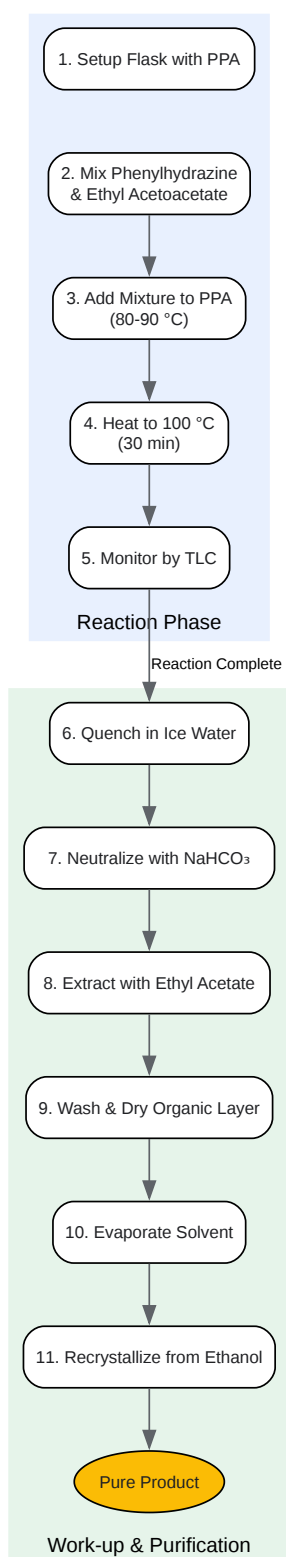 1. Setup Flask with PPA
2. Mix Phenylhydrazine
& Ethyl Acetoacetate
3. Add Mixture to PPA
(80-90 °C)
4. Heat to 100 °C
(30 min)
5. Monitor by TLC
Reaction Phase
Reaction Complete
6. Quench in Ice Water
7. Neutralize with NaHCO₃
8. Extract with Ethyl Acetate
9. Wash & Dry Organic Layer
10. Evaporate Solvent
11. Recrystallize from Ethanol
Pure Product
Work-up & Purification